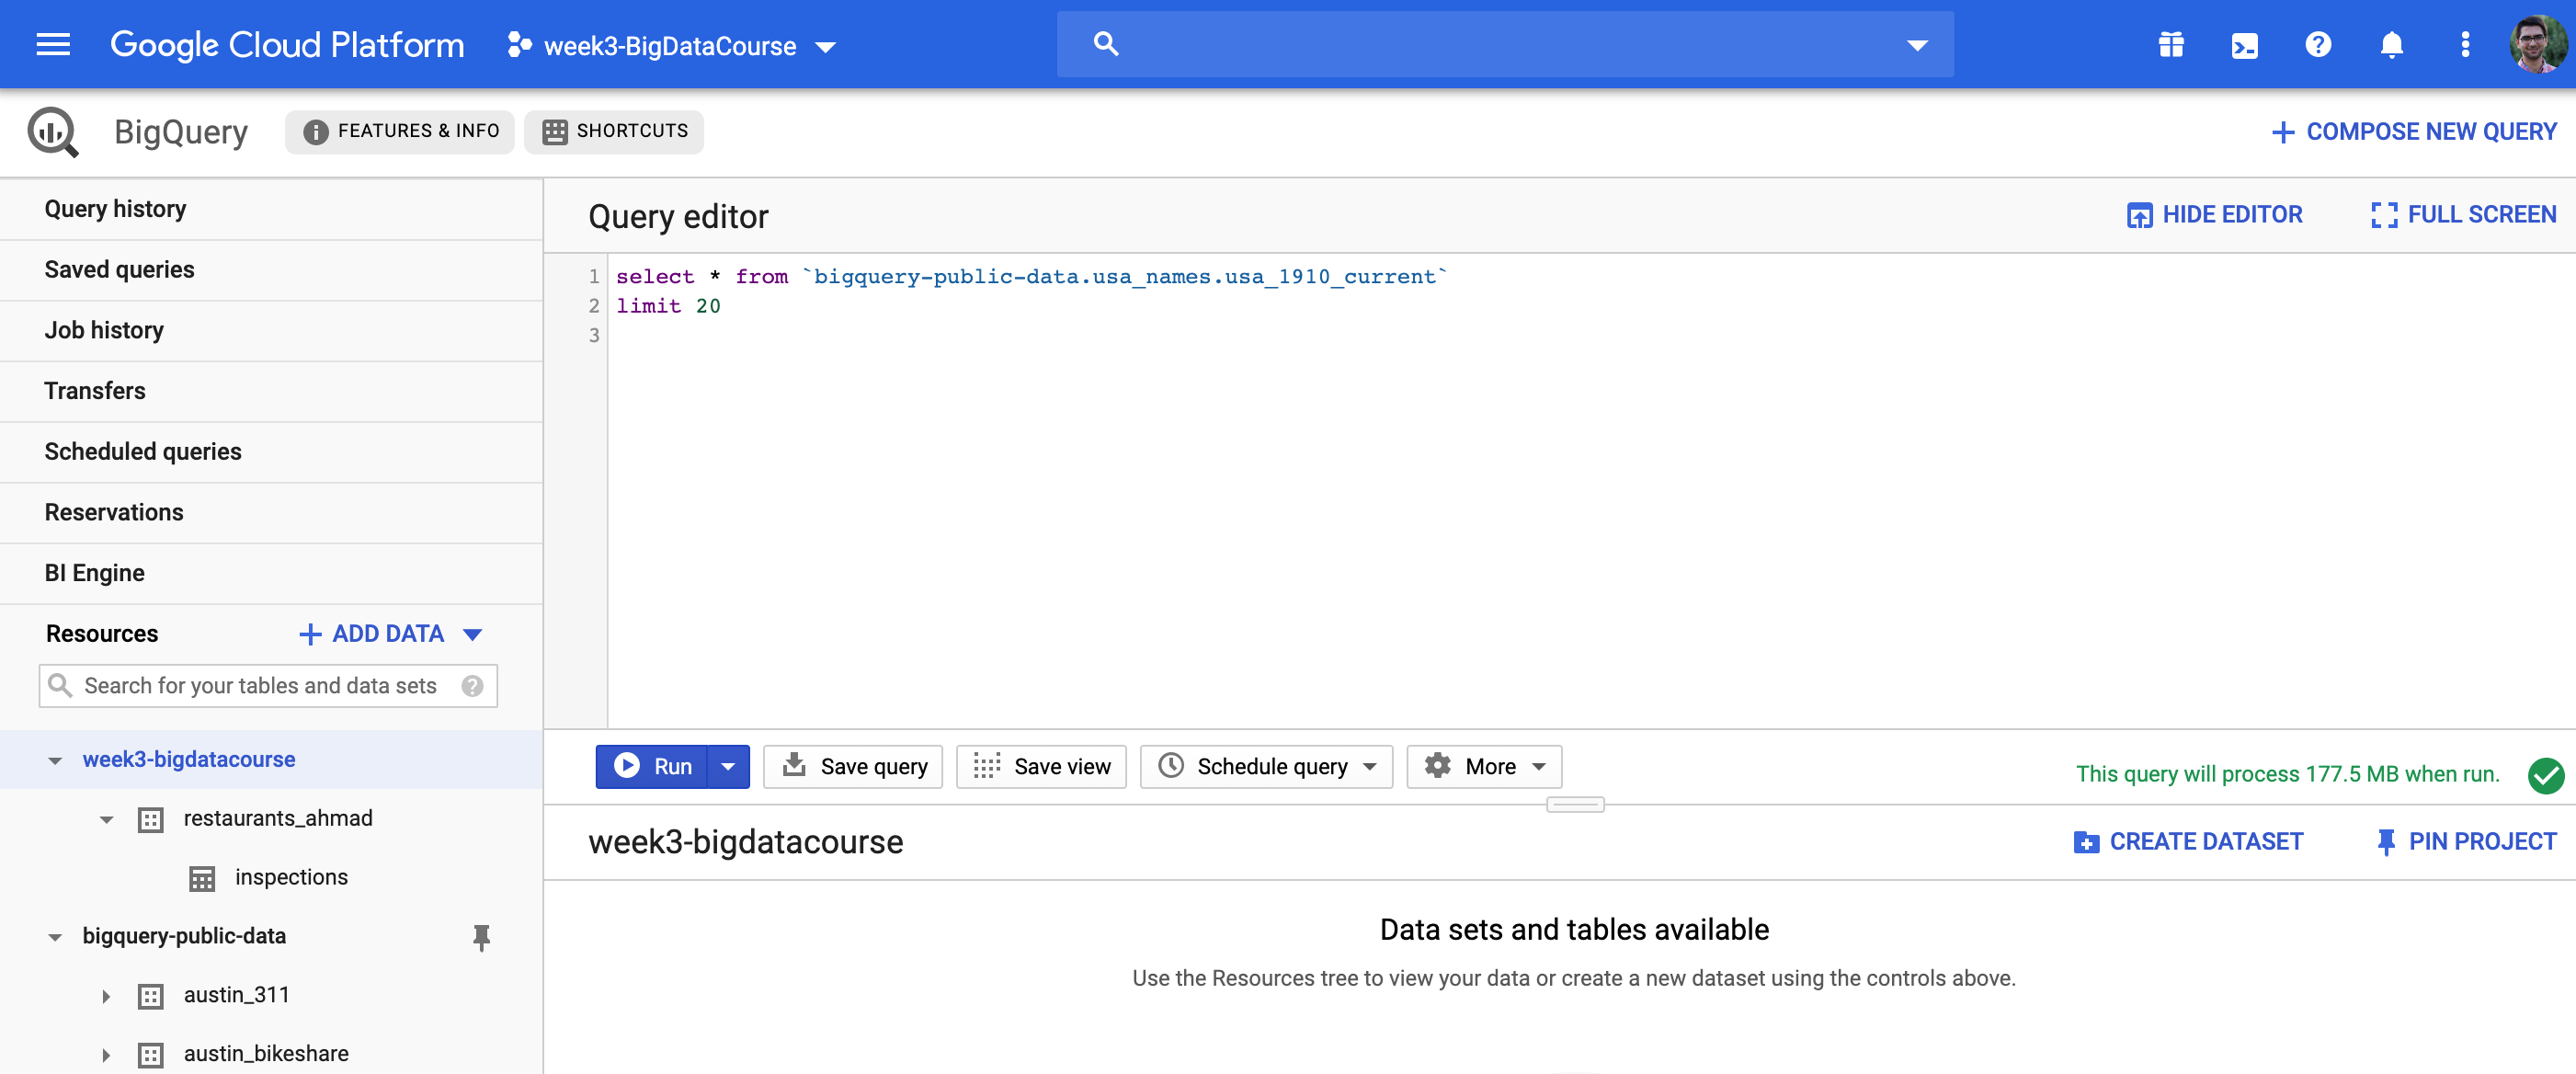 Google Cloud Platform week3-BigDataCourse
BigQuery FEATURES & INFO SHORTCUTS + COMPOSE NEW QUERY
Query history
Saved queries
Job history
Transfers
Scheduled queries
Reservations
BI Engine
Resources + ADD DATA
Search for your tables and data sets
week3-bigdatacourse
restaurants_ahmad
inspections
bigquery-public-data
austin_311
austin_bikeshare
Query editor HIDE EDITOR FULL SCREEN
1 select * from `bigquery-public-data.usa_names.usa_1910_current`
2 limit 20
3
Run Save query Save view Schedule query More This query will process 177.5 MB when run.
week3-bigdatacourse CREATE DATASET PIN PROJECT
Data sets and tables available
Use the Resources tree to view your data or create a new dataset using the controls above.